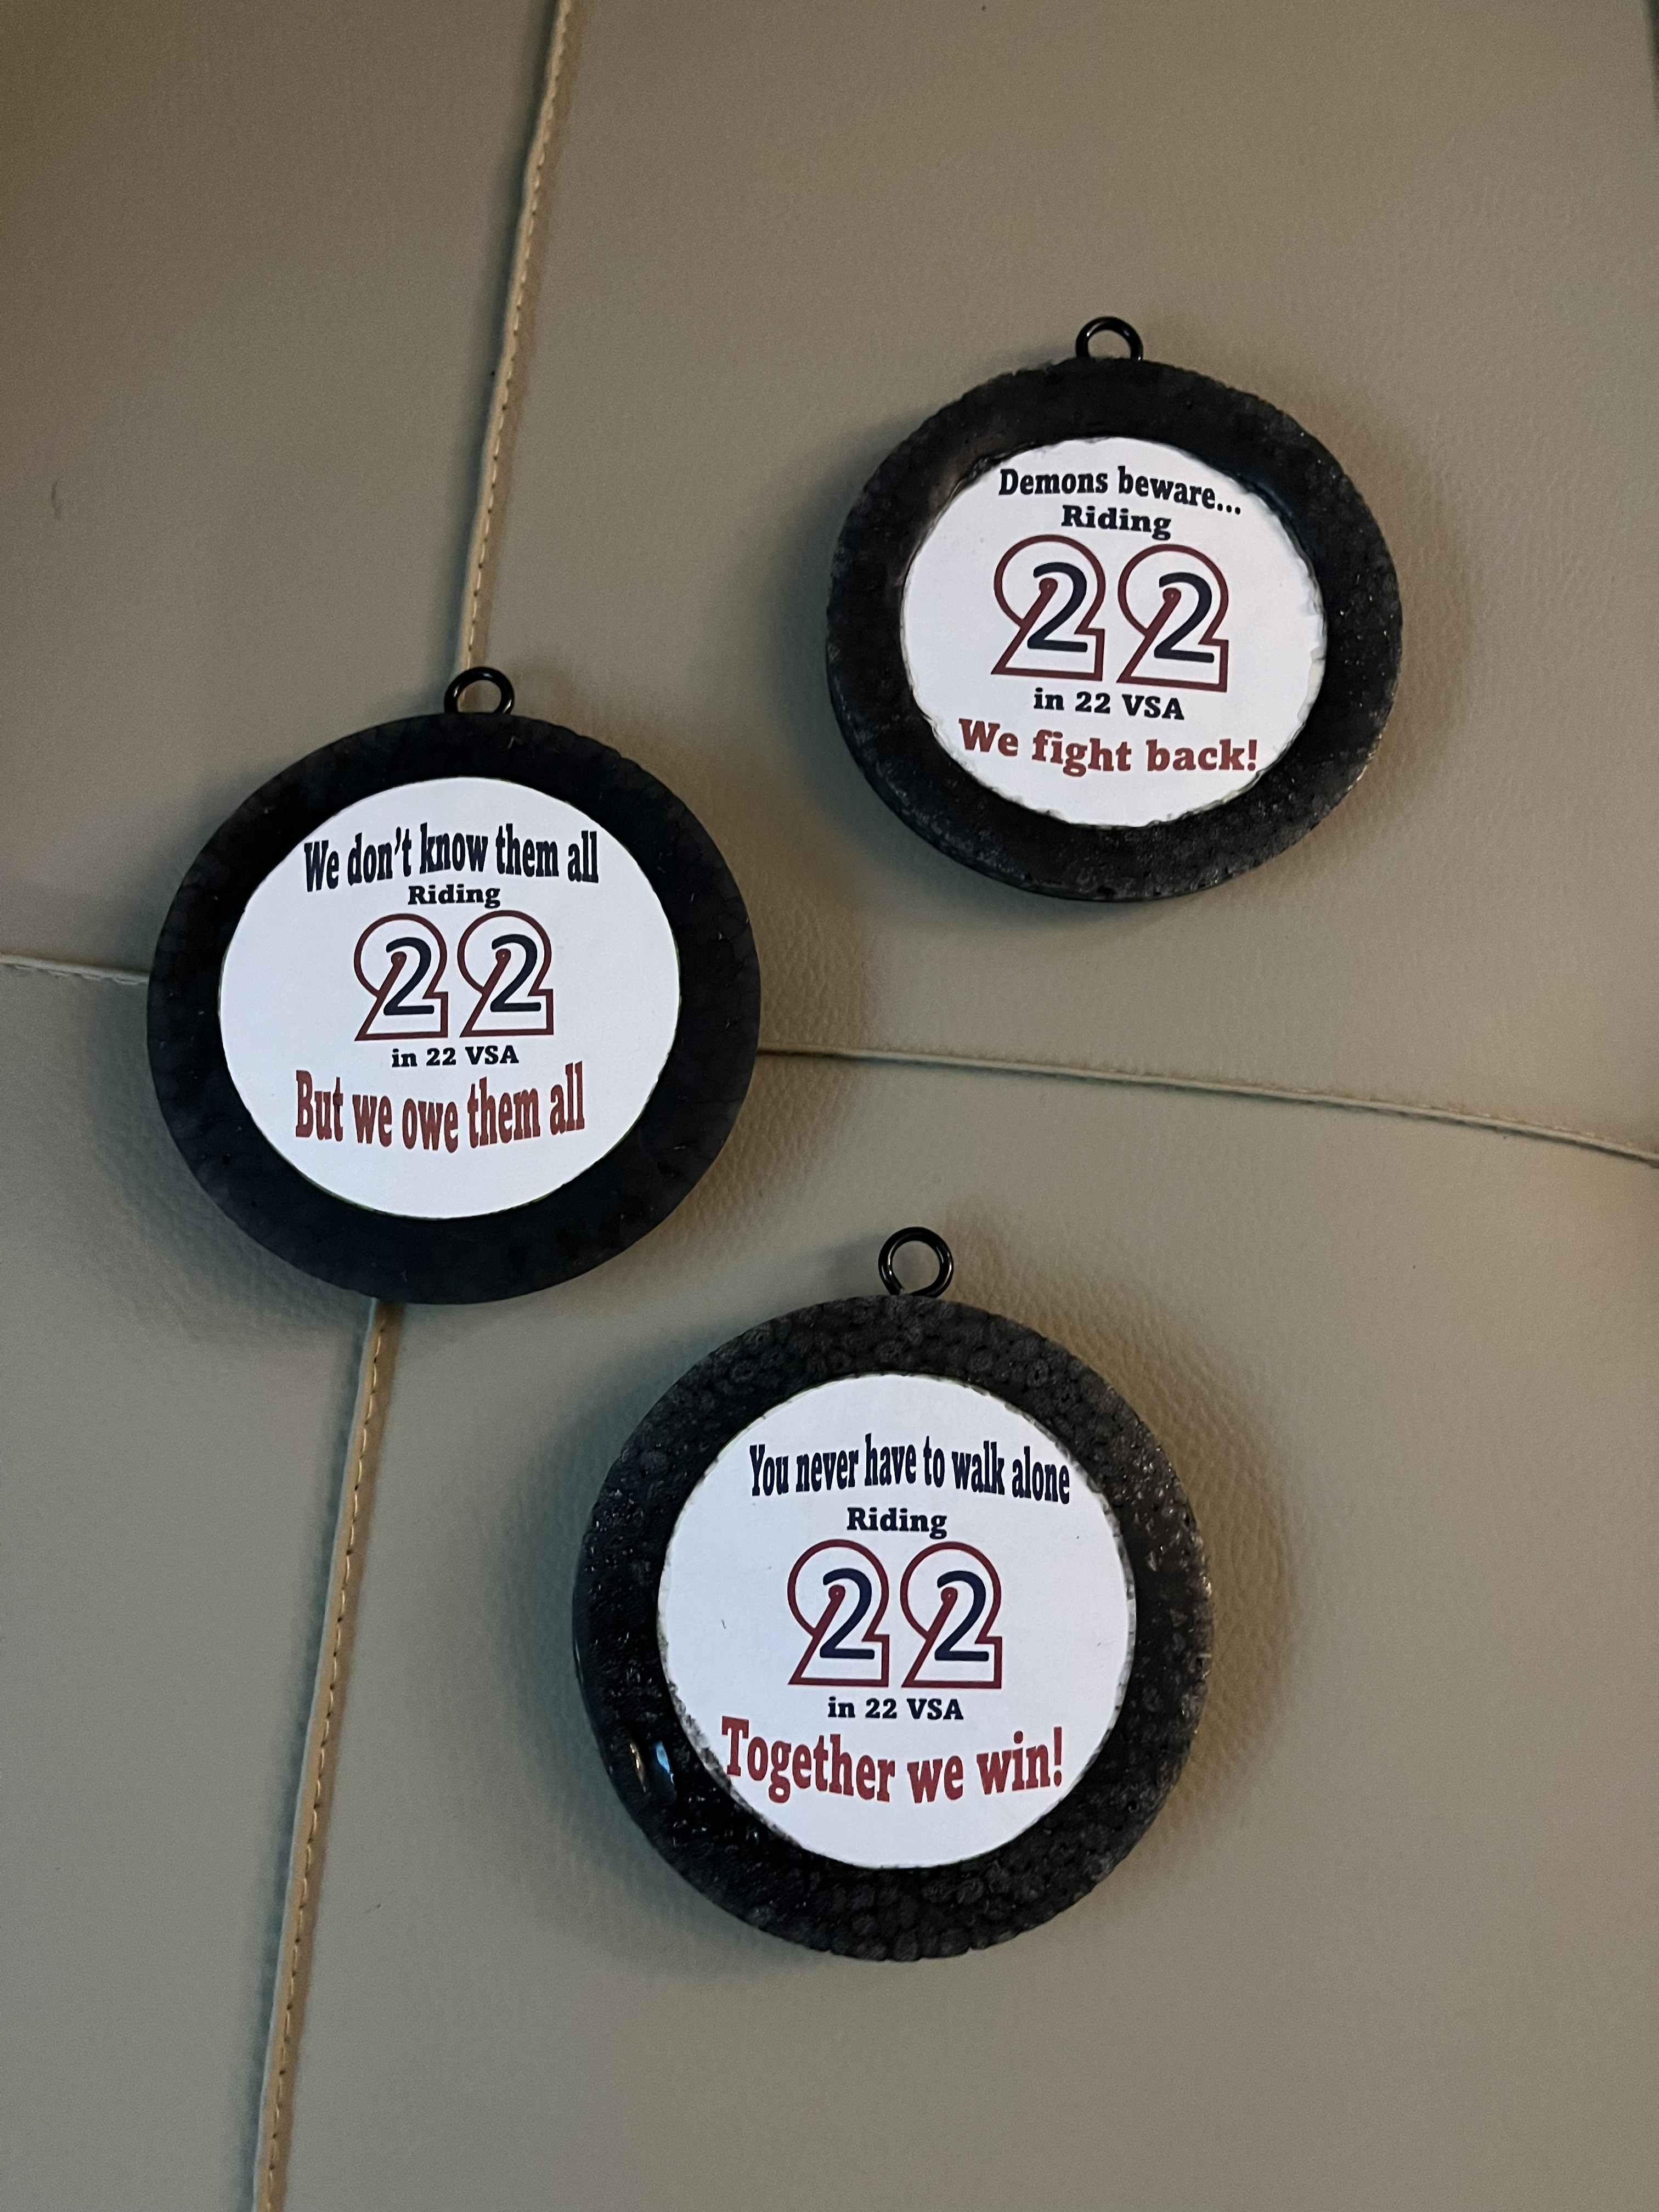 Demons beware...
Riding
22
in 22 VSA
We fight back!
We don't know them all
Riding
22
in 22 VSA
But we owe them all
You never have to walk alone
Riding
22
in 22 VSA
Together we win!